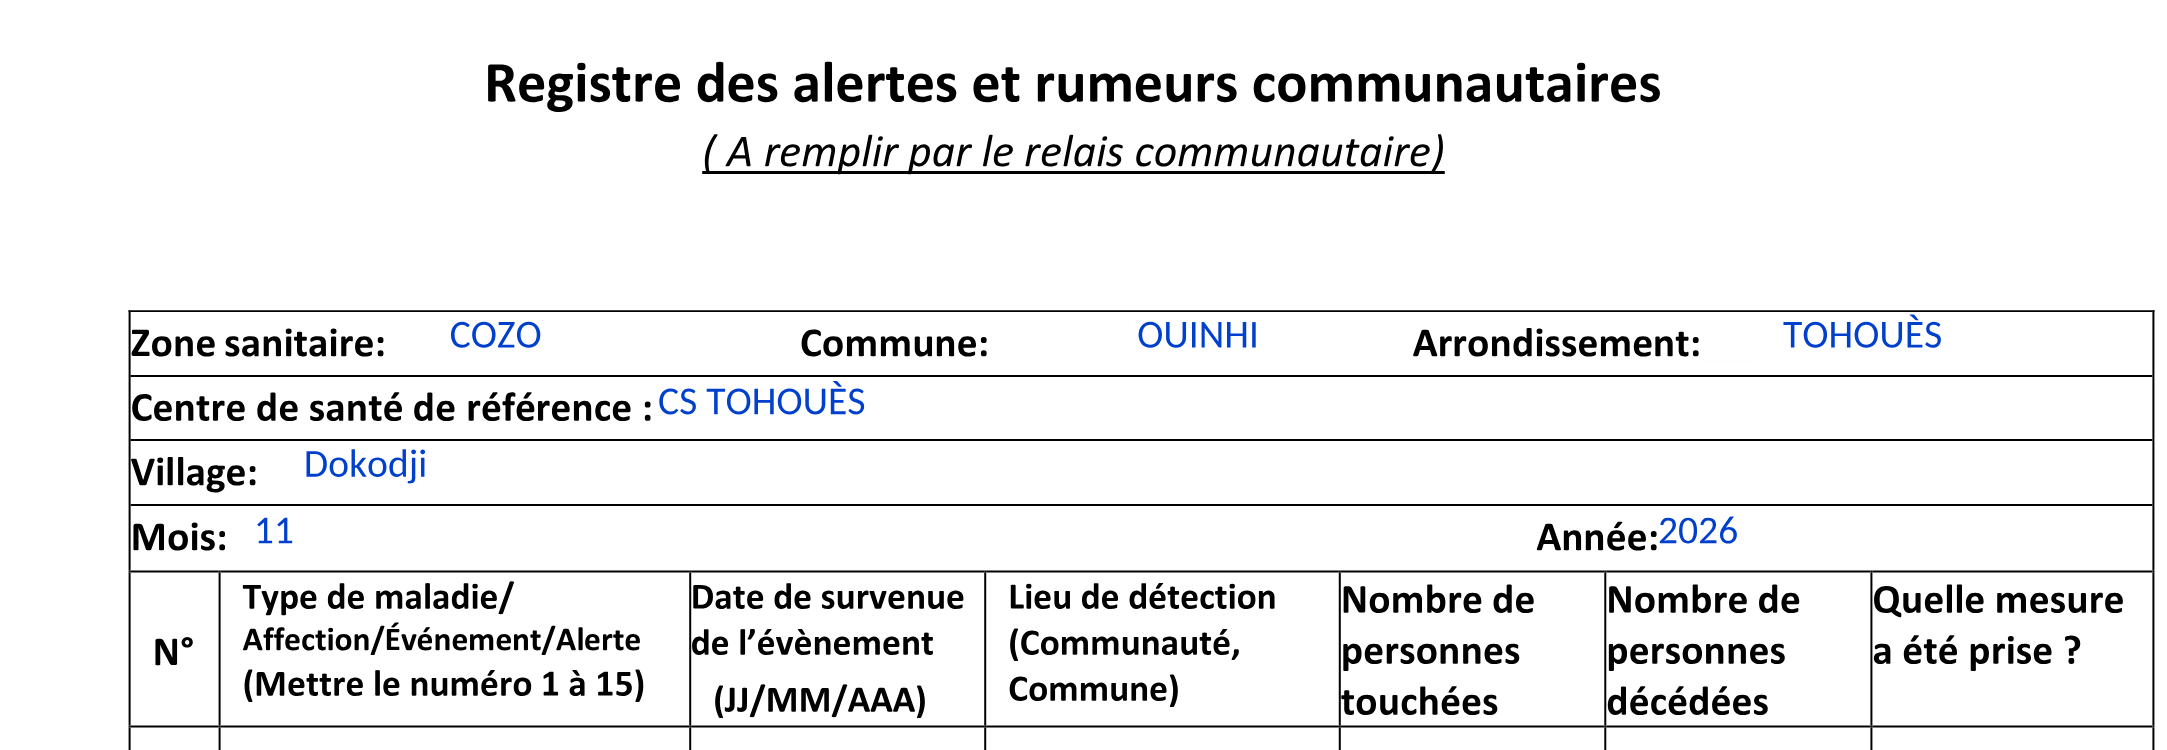 Registre des alertes et rumeurs communautaires
( A remplir par le relais communautaire)
Zone sanitaire: COZO Commune: OUINHI Arrondissement: TOHOUÈS
Centre de santé de référence : CS TOHOUÈS
Village: Dokodji
Mois: 11 Année: 2026
N°
Type de maladie/
Affection/Événement/Alerte
(Mettre le numéro 1 à 15)
Date de survenue
de l’évènement
(JJ/MM/AAA)
Lieu de détection
(Communauté,
Commune)
Nombre de
personnes
touchées
Nombre de
personnes
décédées
Quelle mesure
a été prise ?